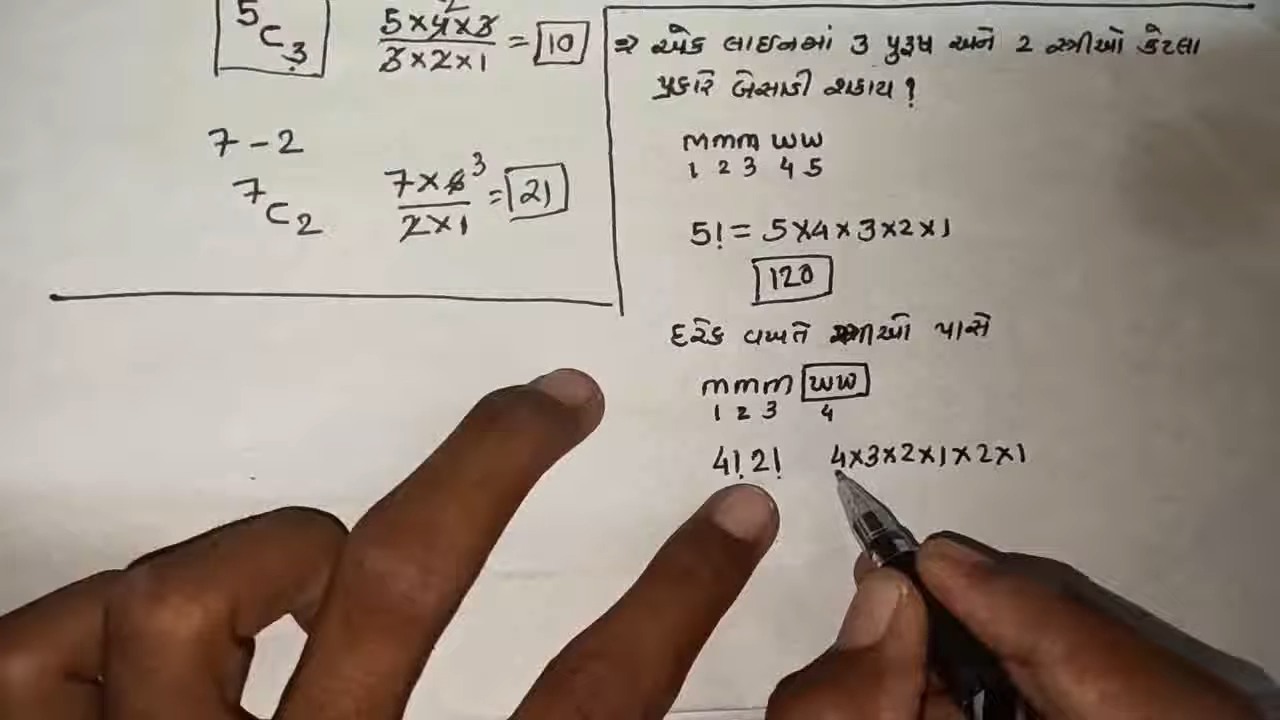 ⁵C₃ 5×4×3 / 3×2×1 = 10
7-2
⁷C₂ 7×6 3 / 2×1 = 21
→ એક લાઇનમાં 3 પુરૂષ અને 2 સ્ત્રીઓ કેટલા
પ્રકારે બેસાડી શકાય ?
mmm ww
1 2 3 4 5
5! = 5×4×3×2×1
120
દરેક વખતે સ્ત્રીઓ પાસે
mmm ww
1 2 3 4
4! 2! 4×3×2×1×2×1